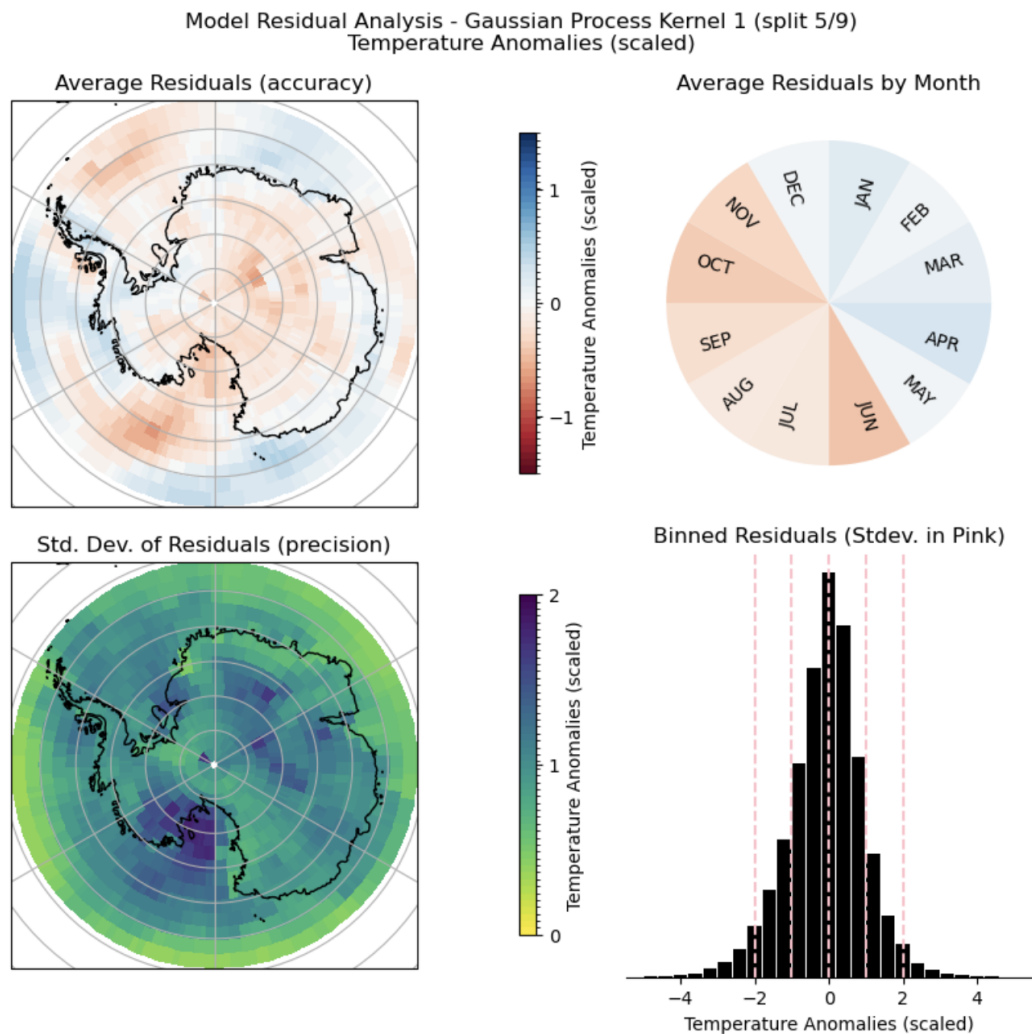 Model Residual Analysis - Gaussian Process Kernel 1 (split 5/9)
Temperature Anomalies (scaled)
Average Residuals (accuracy)
1
0
−1
Temperature Anomalies (scaled)
Average Residuals by Month
JAN
FEB
MAR
APR
MAY
JUN
JUL
AUG
SEP
OCT
NOV
DEC
Std. Dev. of Residuals (precision)
2
1
0
Temperature Anomalies (scaled)
Binned Residuals (Stdev. in Pink)
−4 −2 0 2 4
Temperature Anomalies (scaled)